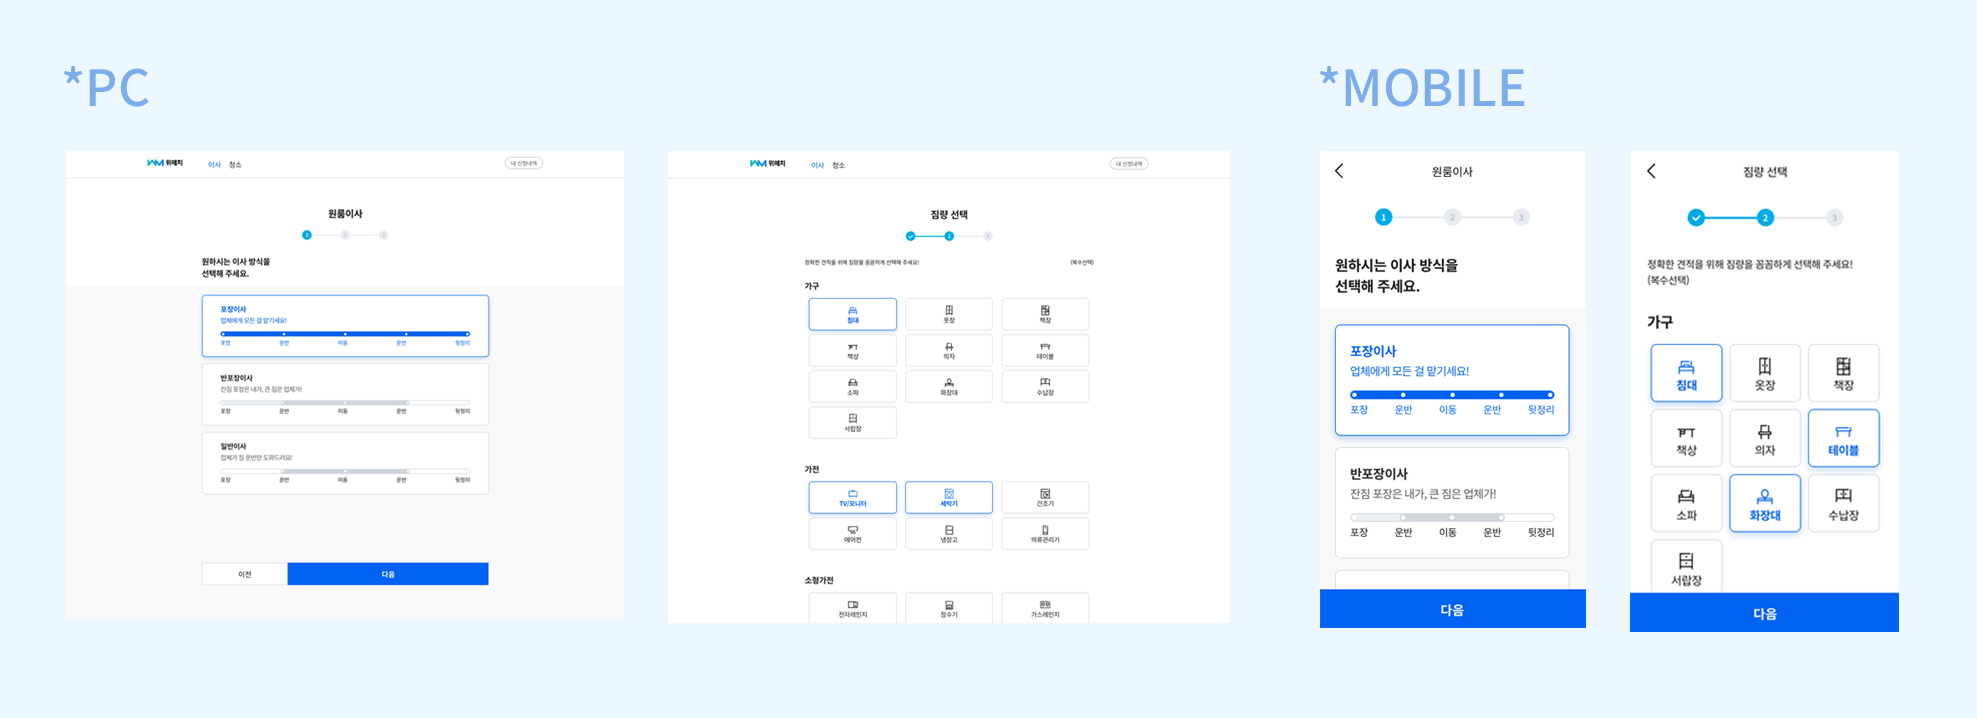 *PC
*MOBILE
WM 위매치
이사
청소
내 신청내역
원룸이사
1
2
3
원하시는 이사 방식을
선택해 주세요.
포장이사
업체에게 모든 걸 맡기세요!
포장
운반
이동
운반
뒷정리
반포장이사
잔짐 포장은 내가, 큰 짐은 업체가!
포장
운반
이동
운반
뒷정리
일반이사
업체가 짐 운반만 도와드려요!
포장
운반
이동
운반
뒷정리
이전
다음
WM 위매치
이사
청소
내 신청내역
짐량 선택
2
3
정확한 견적을 위해 짐량을 꼼꼼하게 선택해 주세요!
(복수선택)
가구
침대
옷장
책장
책상
의자
테이블
소파
화장대
수납장
서랍장
가전
TV/모니터
세탁기
건조기
에어컨
냉장고
의류관리기
소형가전
전자레인지
정수기
가스레인지
원룸이사
1
2
3
원하시는 이사 방식을
선택해 주세요.
포장이사
업체에게 모든 걸 맡기세요!
포장
운반
이동
운반
뒷정리
반포장이사
잔짐 포장은 내가, 큰 짐은 업체가!
포장
운반
이동
운반
뒷정리
다음
짐량 선택
2
3
정확한 견적을 위해 짐량을 꼼꼼하게 선택해 주세요!
(복수선택)
가구
침대
옷장
책장
책상
의자
테이블
소파
화장대
수납장
서랍장
다음